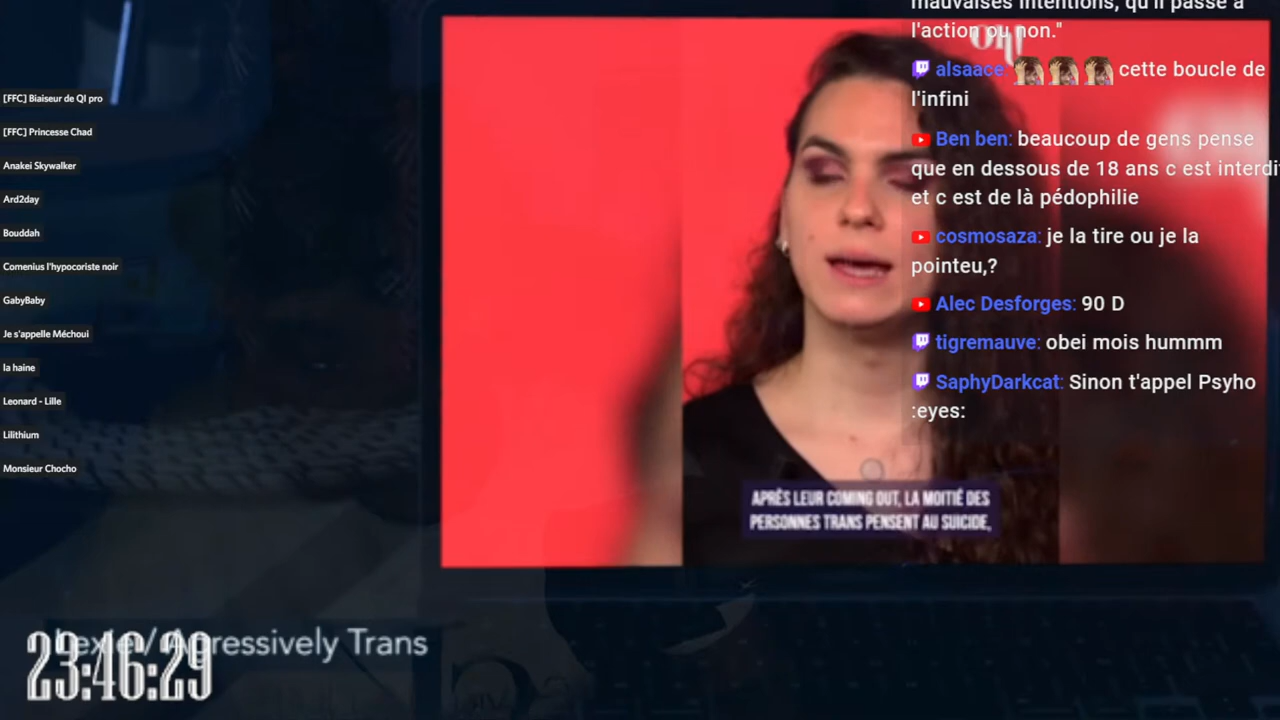 [FFC] Biaiseur de QI pro
[FFC] Princesse Chad
Anakei Skywalker
Ard2day
Bouddah
Comenius l'hypocoriste noir
GabyBaby
Je s'appelle Méchoui
la haine
Leonard - Lille
Lilithium
Monsieur Chocho
mauvaises intentions, qu'il passe à
l'action ou non."
oh!
alsaace: cette boucle de
l'infini
Ben ben: beaucoup de gens pense
que en dessous de 18 ans c est interdit
et c est de là pédophilie
cosmosaza: je la tire ou je la
pointeu,?
Alec Desforges: 90 D
tigremauve: obei mois hummm
SaphyDarkcat: Sinon t'appel Psyho
:eyes:
APRÈS LEUR COMING OUT, LA MOITIÉ DES
PERSONNES TRANS PENSENT AU SUICIDE,
Lexie / Agressively Trans
23:46:29